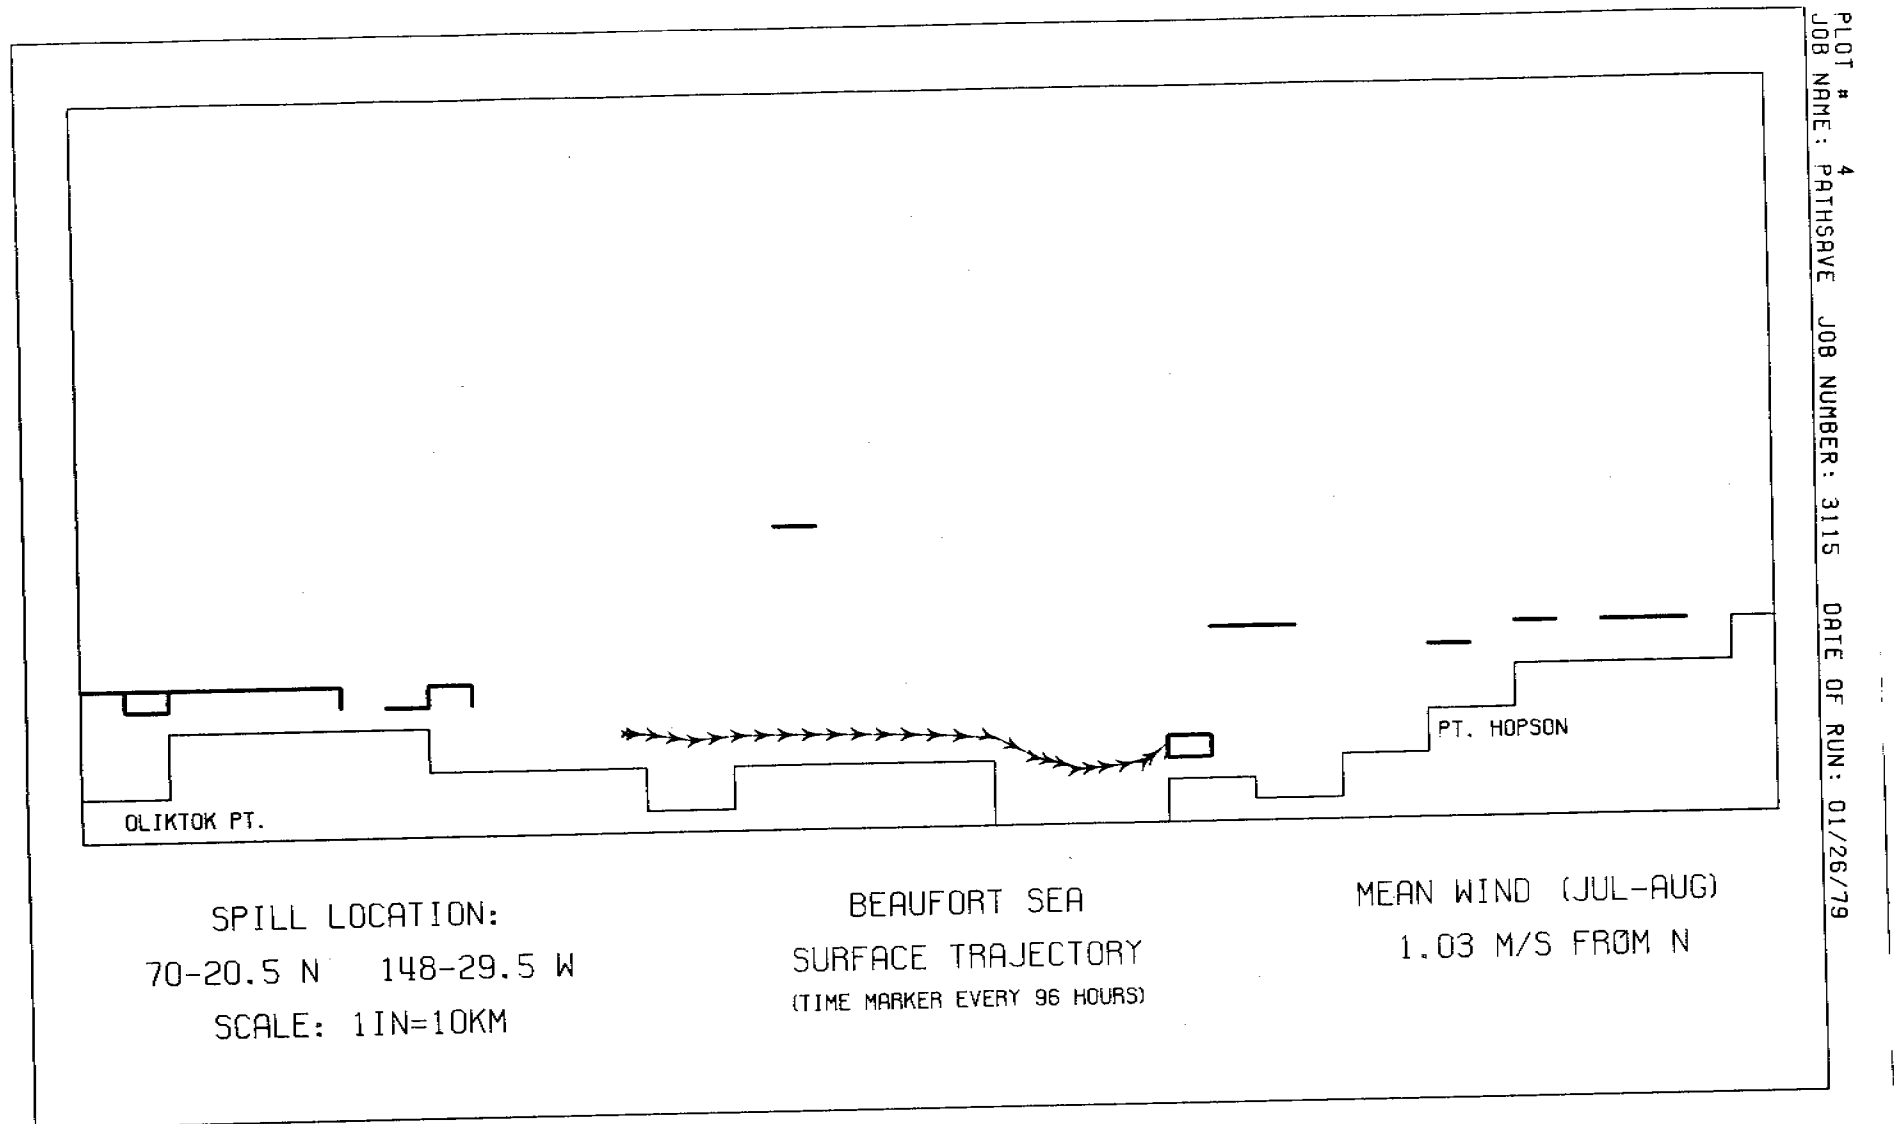 PLOT # 4
JOB NAME: PATHSAVE JOB NUMBER: 3115 DATE OF RUN: 01/26/79
PT. HOPSON
OLIKTOK PT.
SPILL LOCATION:
70-20.5 N 148-29.5 W
SCALE: 1IN=10KM
BEAUFORT SEA
SURFACE TRAJECTORY
(TIME MARKER EVERY 96 HOURS)
MEAN WIND (JUL-AUG)
1.03 M/S FROM N